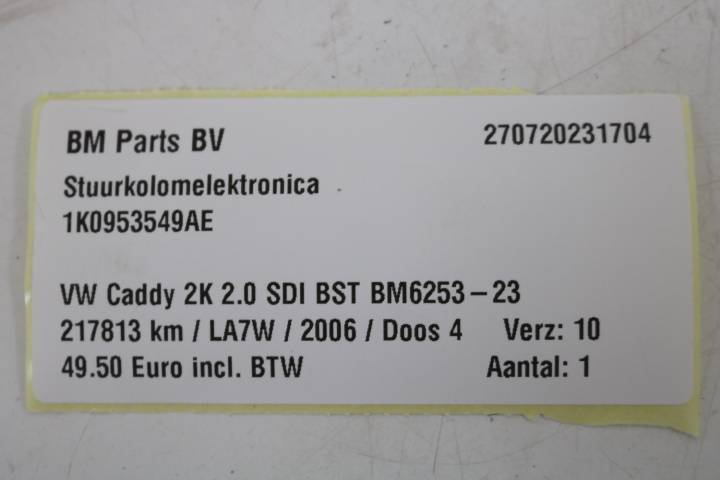 BM Parts BV 270720231704
Stuurkolomelektronica
1K0953549AE
VW Caddy 2K 2.0 SDI BST BM6253-23
217813 km / LA7W / 2006 / Doos 4 Verz: 10
49.50 Euro incl. BTW Aantal: 1